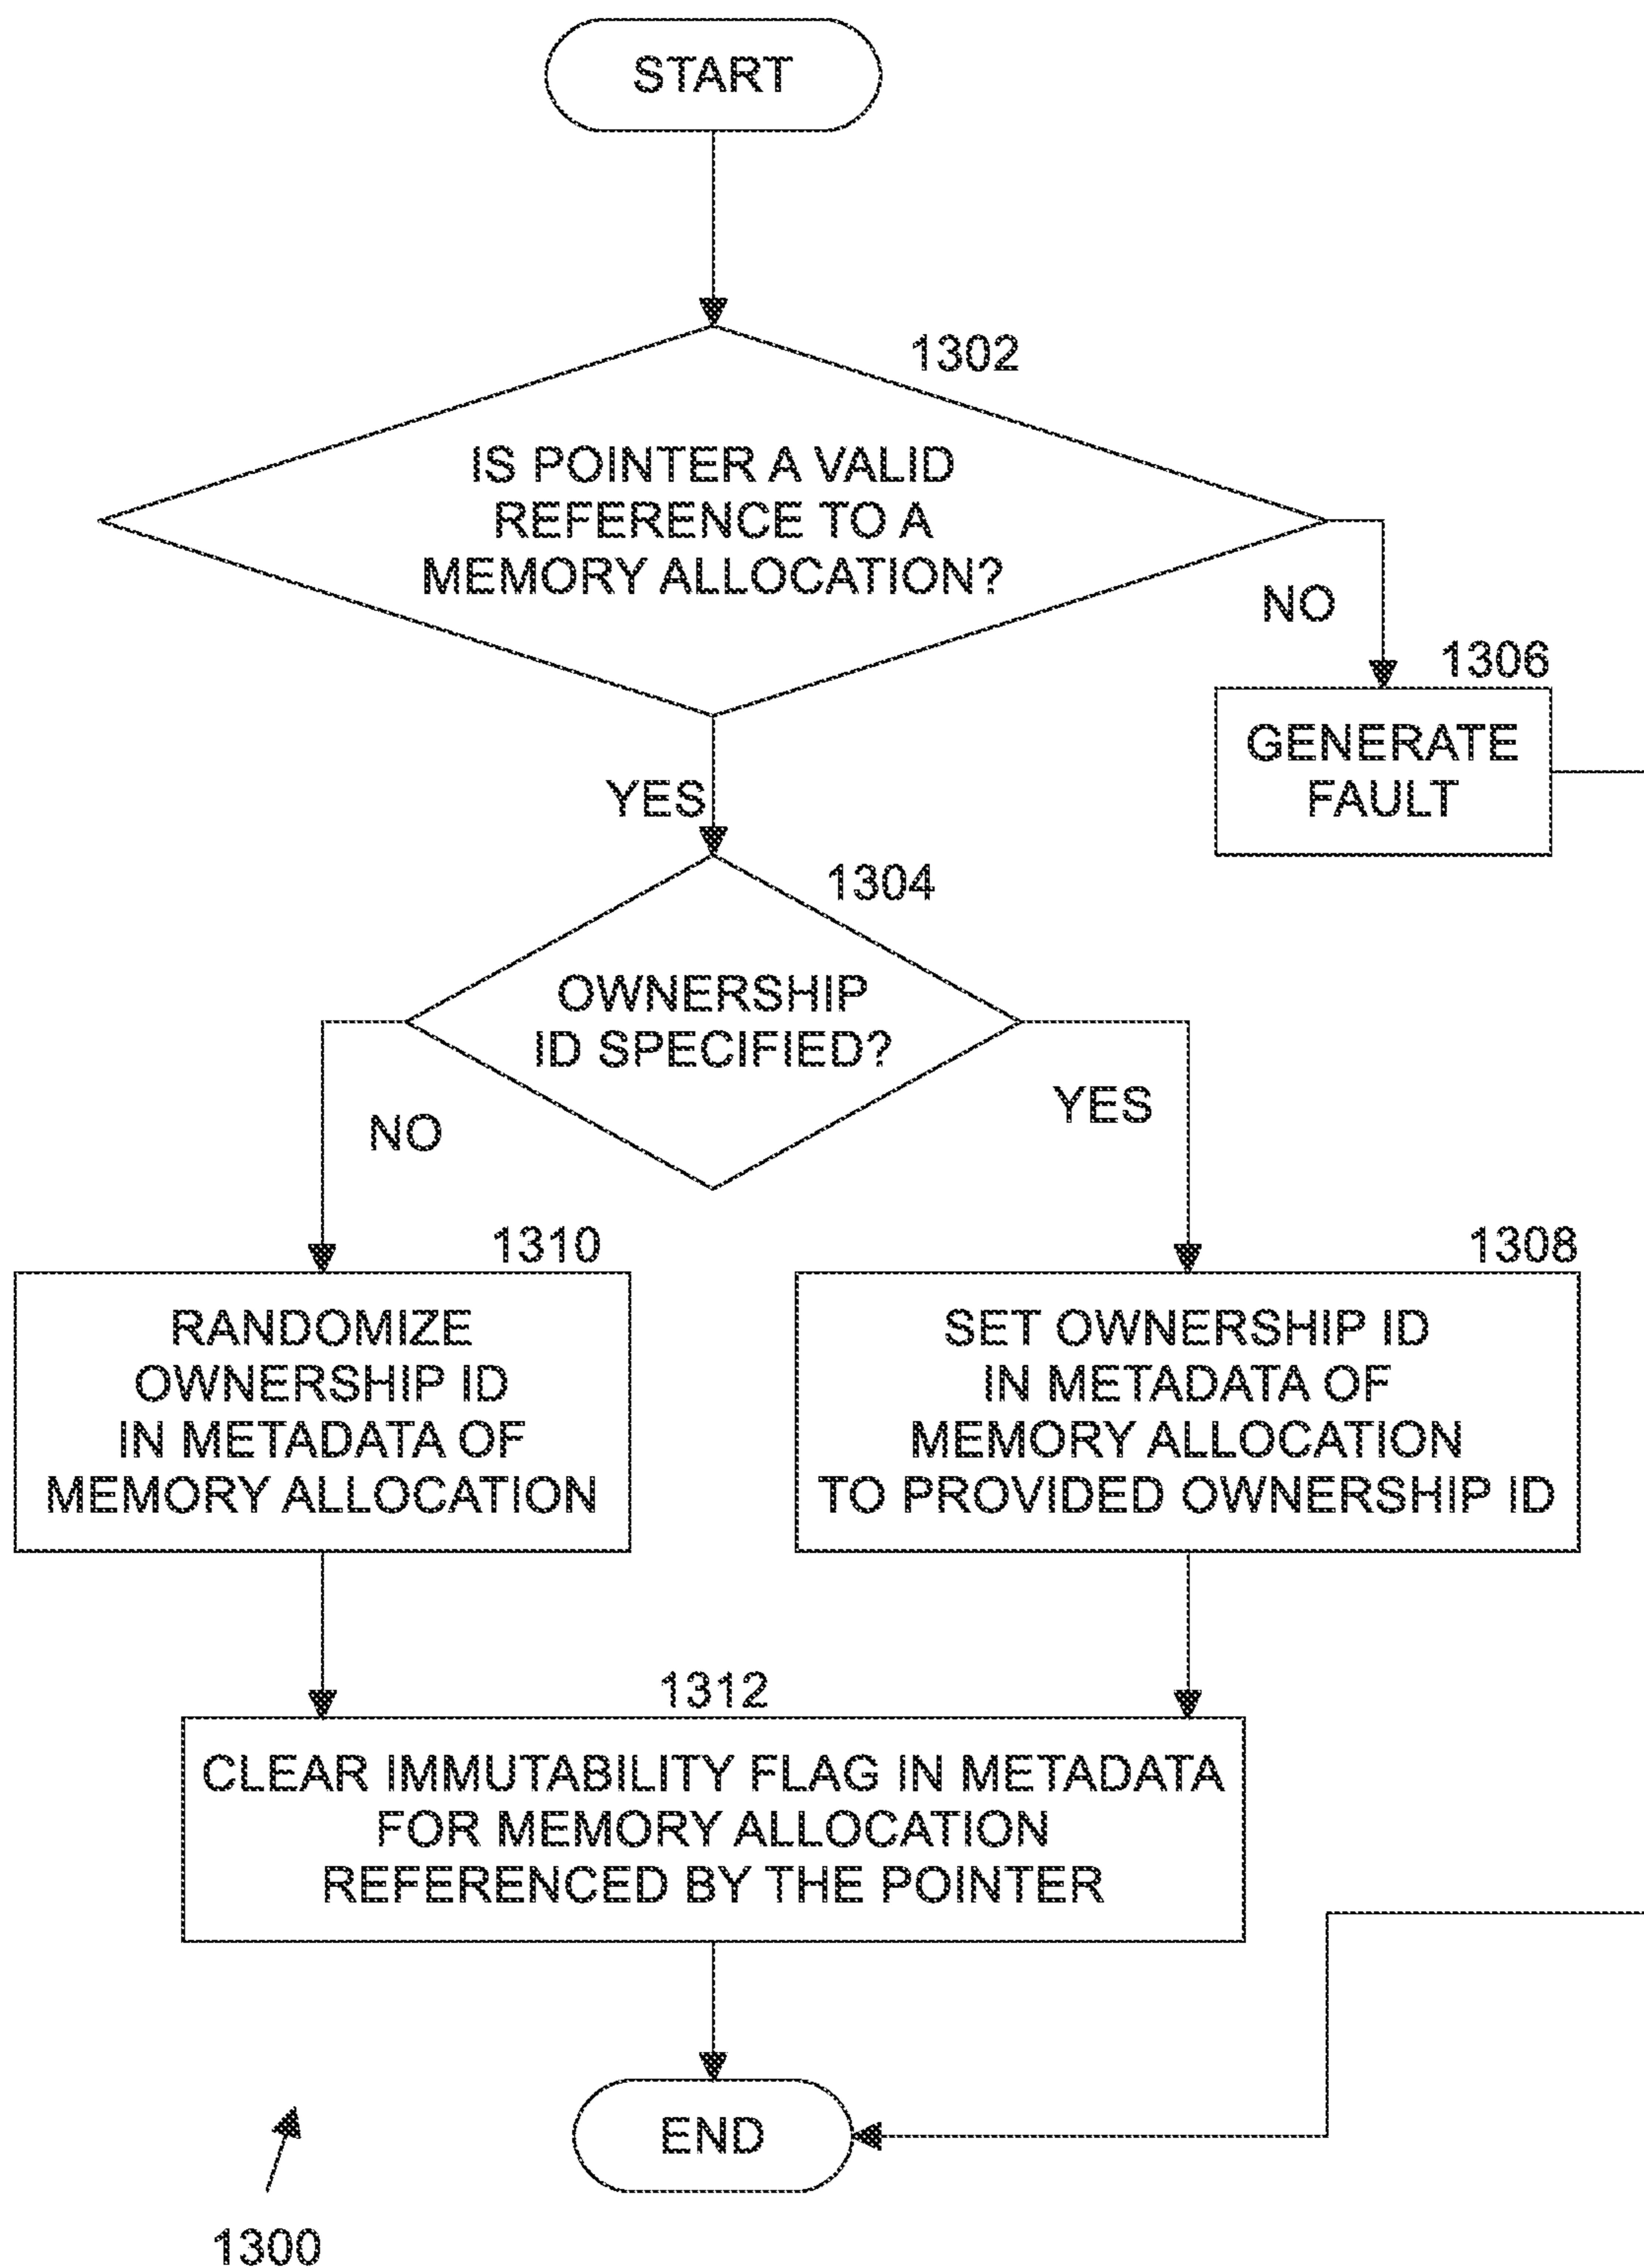 START
1302
IS POINTER A VALID
REFERENCE TO A
MEMORY ALLOCATION?
NO
1306
GENERATE
FAULT
YES
1304
OWNERSHIP
ID SPECIFIED?
NO
YES
1310
RANDOMIZE
OWNERSHIP ID
IN METADATA OF
MEMORY ALLOCATION
1308
SET OWNERSHIP ID
IN METADATA OF
MEMORY ALLOCATION
TO PROVIDED OWNERSHIP ID
1312
CLEAR IMMUTABILITY FLAG IN METADATA
FOR MEMORY ALLOCATION
REFERENCED BY THE POINTER
END
1300